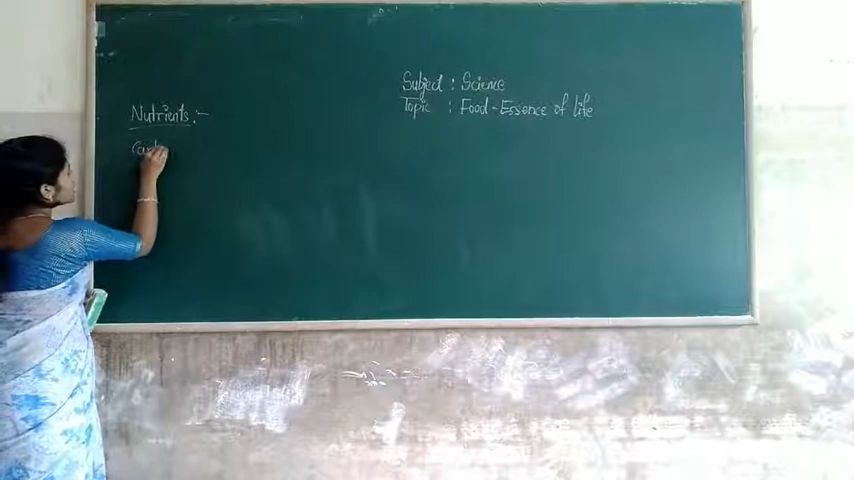 Subject : Science
Topic : Food - Essence of life
Nutrients :-